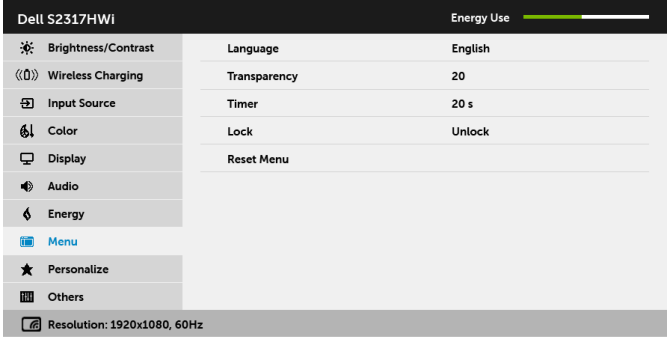 Dell S2317HWi Energy Use
Brightness/Contrast Language English
Wireless Charging Transparency 20
Input Source Timer 20 s
Color Lock Unlock
Display Reset Menu
Audio
Energy
Menu
Personalize
Others
Resolution: 1920x1080, 60Hz